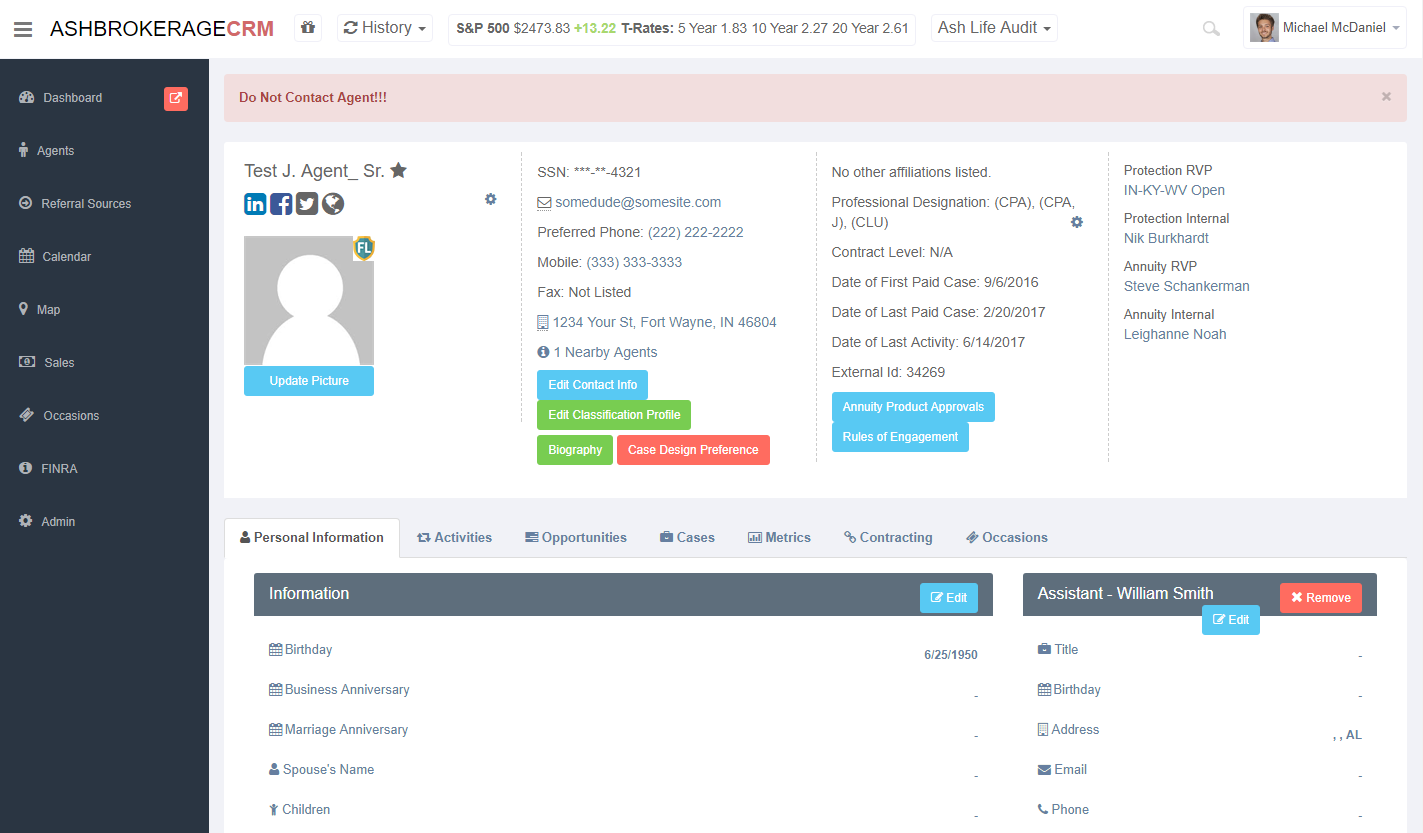 ASHBROKERAGECRM
History
S&P 500 $2473.83 +13.22 T-Rates: 5 Year 1.83 10 Year 2.27 20 Year 2.61
Ash Life Audit
Michael McDaniel
Dashboard
Agents
Referral Sources
Calendar
Map
Sales
Occasions
FINRA
Admin
Do Not Contact Agent!!!
×
Test J. Agent_ Sr.
FL
Update Picture
SSN: ***-**-4321
somedude@somesite.com
Preferred Phone: (222) 222-2222
Mobile: (333) 333-3333
Fax: Not Listed
1234 Your St, Fort Wayne, IN 46804
1 Nearby Agents
Edit Contact Info
Edit Classification Profile
Biography
Case Design Preference
No other affiliations listed.
Professional Designation: (CPA), (CPA,
J), (CLU)
Contract Level: N/A
Date of First Paid Case: 9/6/2016
Date of Last Paid Case: 2/20/2017
Date of Last Activity: 6/14/2017
External Id: 34269
Annuity Product Approvals
Rules of Engagement
Protection RVP
IN-KY-WV Open
Protection Internal
Nik Burkhardt
Annuity RVP
Steve Schankerman
Annuity Internal
Leighanne Noah
Personal Information
Activities
Opportunities
Cases
Metrics
Contracting
Occasions
Information
Edit
Birthday 6/25/1950
Business Anniversary -
Marriage Anniversary -
Spouse's Name -
Children -
Assistant - William Smith
Remove
Edit
Title -
Birthday -
Address , , AL
Email -
Phone -